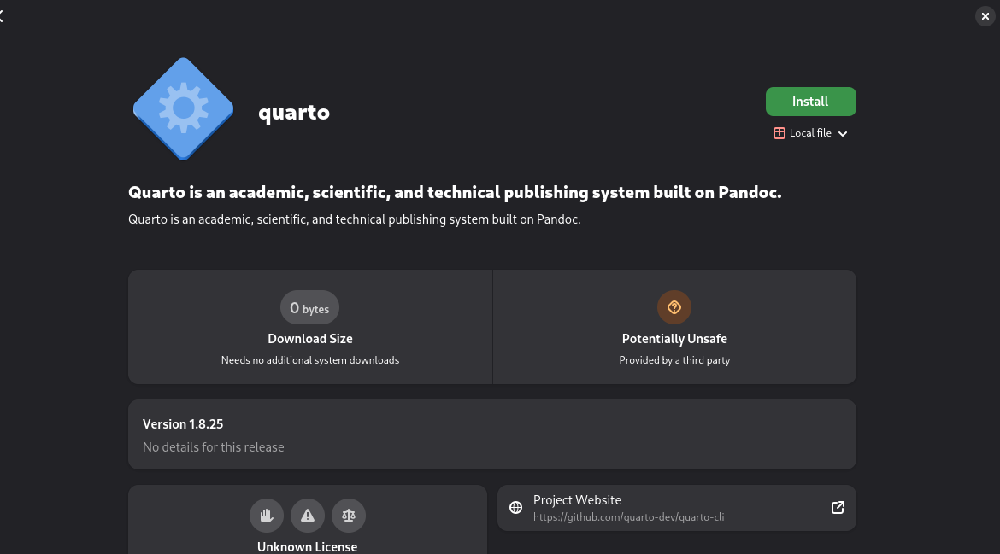 quarto
Install
Local file
Quarto is an academic, scientific, and technical publishing system built on Pandoc.
Quarto is an academic, scientific, and technical publishing system built on Pandoc.
0 bytes
Download Size
Needs no additional system downloads
?
Potentially Unsafe
Provided by a third party
Version 1.8.25
No details for this release
Unknown License
Project Website
https://github.com/quarto-dev/quarto-cli